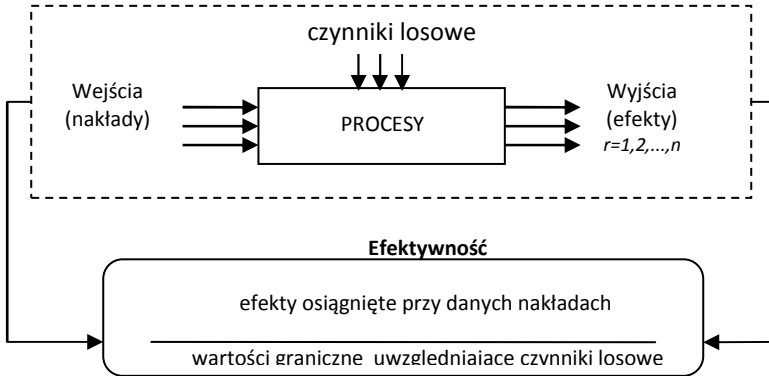 czynniki losowe
Wejścia
(nakłady)
PROCESY
Wyjścia
(efekty)
r=1,2,...,n
Efektywność
efekty osiągnięte przy danych nakładach
wartości graniczne uwzględniające czynniki losowe